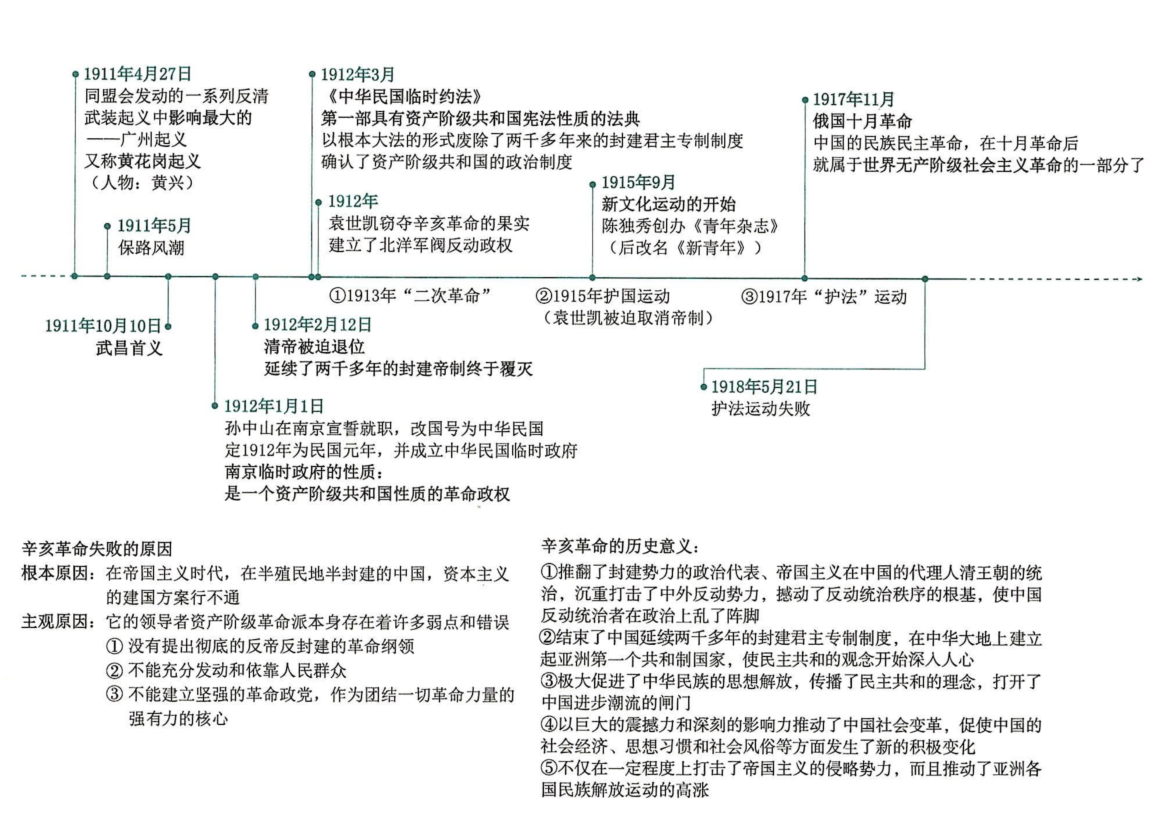 1911年4月27日
同盟会发动的一系列反清
武装起义中影响最大的
——广州起义
又称黄花岗起义
（人物：黄兴）
1911年5月
保路风潮
1912年3月
《中华民国临时约法》
第一部具有资产阶级共和国宪法性质的法典
以根本大法的形式废除了两千多年来的封建君主专制制度
确认了资产阶级共和国的政治制度
1912年
袁世凯窃夺辛亥革命的果实
建立了北洋军阀反动政权
1915年9月
新文化运动的开始
陈独秀创办《青年杂志》
（后改名《新青年》）
1917年11月
俄国十月革命
中国的民族民主革命，在十月革命后
就属于世界无产阶级社会主义革命的一部分了
①1913年“二次革命”
②1915年护国运动
（袁世凯被迫取消帝制）
③1917年“护法”运动
1911年10月10日
武昌首义
1912年2月12日
清帝被迫退位
延续了两千多年的封建帝制终于覆灭
1918年5月21日
护法运动失败
1912年1月1日
孙中山在南京宣誓就职，改国号为中华民国
定1912年为民国元年，并成立中华民国临时政府
南京临时政府的性质：
是一个资产阶级共和国性质的革命政权
辛亥革命失败的原因
根本原因：在帝国主义时代，在半殖民地半封建的中国，资本主义
的建国方案行不通
主观原因：它的领导者资产阶级革命派本身存在着许多弱点和错误
① 没有提出彻底的反帝反封建的革命纲领
② 不能充分发动和依靠人民群众
③ 不能建立坚强的革命政党，作为团结一切革命力量的
强有力的核心
辛亥革命的历史意义：
①推翻了封建势力的政治代表、帝国主义在中国的代理人清王朝的统
治，沉重打击了中外反动势力，撼动了反动统治秩序的根基，使中国
反动统治者在政治上乱了阵脚
②结束了中国延续两千多年的封建君主专制制度，在中华大地上建立
起亚洲第一个共和制国家，使民主共和的观念开始深入人心
③极大促进了中华民族的思想解放，传播了民主共和的理念，打开了
中国进步潮流的闸门
④以巨大的震撼力和深刻的影响力推动了中国社会变革，促使中国的
社会经济、思想习惯和社会风俗等方面发生了新的积极变化
⑤不仅在一定程度上打击了帝国主义的侵略势力，而且推动了亚洲各
国民族解放运动的高涨